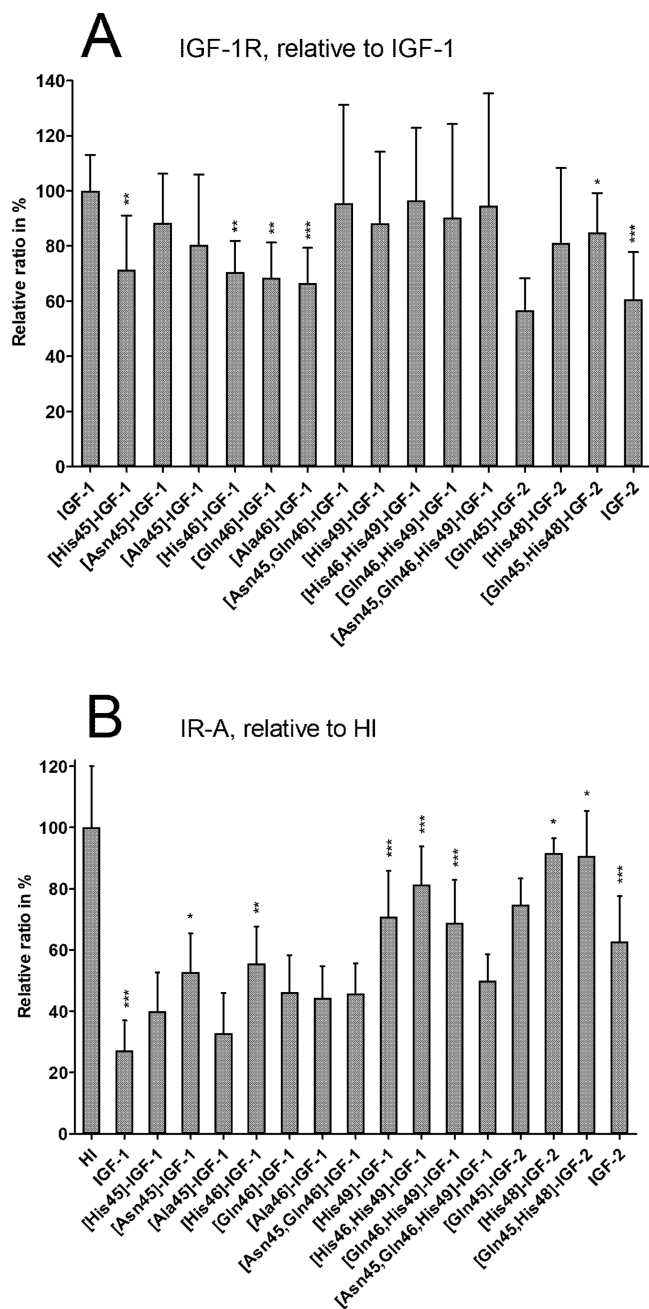 A
IGF-1R, relative to IGF-1
Relative ratio in %
140
120
100
80
60
40
20
0
**
**
**
***
*
***
IGF-1
[His45]-IGF-1
[Asn45]-IGF-1
[Ala45]-IGF-1
[His46]-IGF-1
[Gln46]-IGF-1
[Ala46]-IGF-1
[Asn45,Gln46]-IGF-1
[His49]-IGF-1
[His46,His49]-IGF-1
[Gln46,His49]-IGF-1
[Asn45,Gln46,His49]-IGF-1
[Gln45]-IGF-2
[His48]-IGF-2
[Gln45,His48]-IGF-2
IGF-2
B
IR-A, relative to HI
Relative ratio in %
120
100
80
60
40
20
0
***
*
**
***
***
***
*
*
***
HI
IGF-1
[His45]-IGF-1
[Asn45]-IGF-1
[Ala45]-IGF-1
[His46]-IGF-1
[Gln46]-IGF-1
[Ala46]-IGF-1
[Asn45,Gln46]-IGF-1
[His49]-IGF-1
[His46,His49]-IGF-1
[Gln46,His49]-IGF-1
[Asn45,Gln46,His49]-IGF-1
[Gln45]-IGF-2
[His48]-IGF-2
[Gln45,His48]-IGF-2
IGF-2